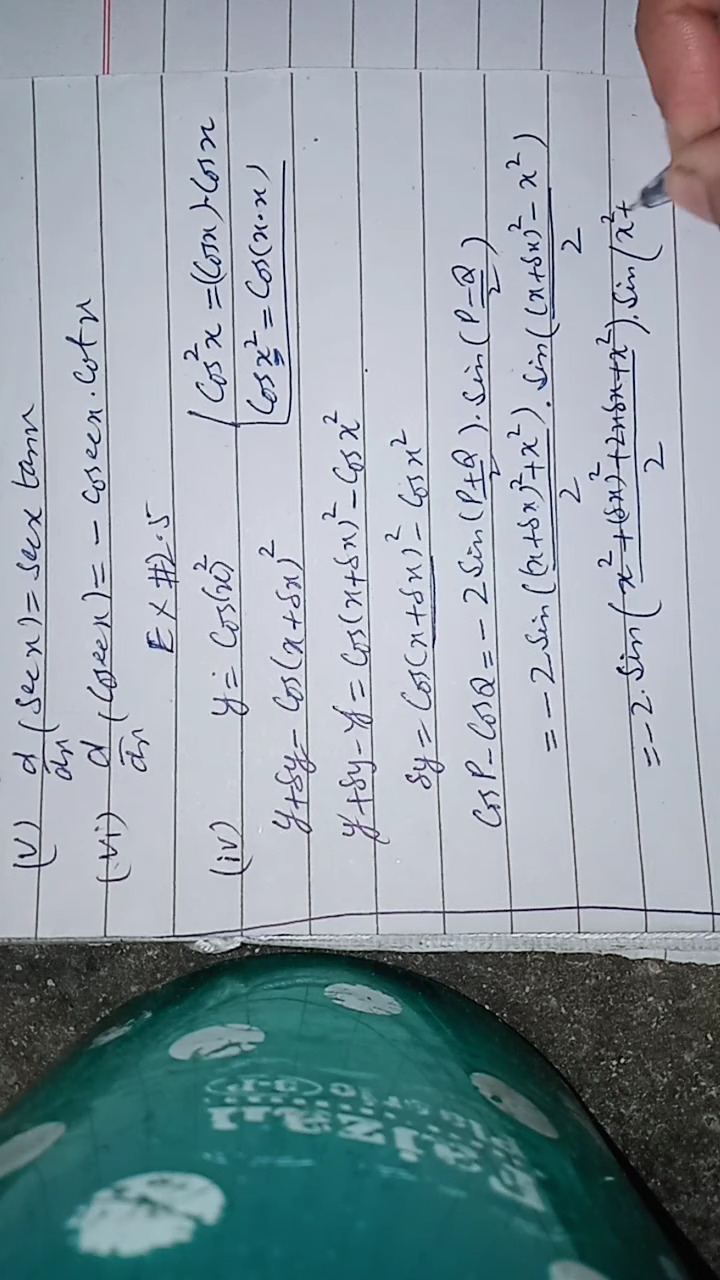 (v) d/dx (Sec x) = Sec x tan x
(vi) d/dx (Cosec x) = - Cosec x . Cot x
Ex # 2.5
(iv) y = Cos(x)² Cos²x = (Cos x) . Cos x
y + δy = Cos(x + δx)² Cos x² = Cos(x . x)
y + δy - y = Cos(x + δx)² - Cos x²
δy = Cos(x + δx)² - Cos x²
Cos P - Cos Q = - 2 Sin (P + Q / 2) . Sin (P - Q / 2)
= - 2 Sin ((x + δx)² + x² / 2) . Sin ((x + δx)² - x² / 2)
= - 2 . Sin (x² + (δx)² + 2xδx + x² / 2) . Sin (x² +